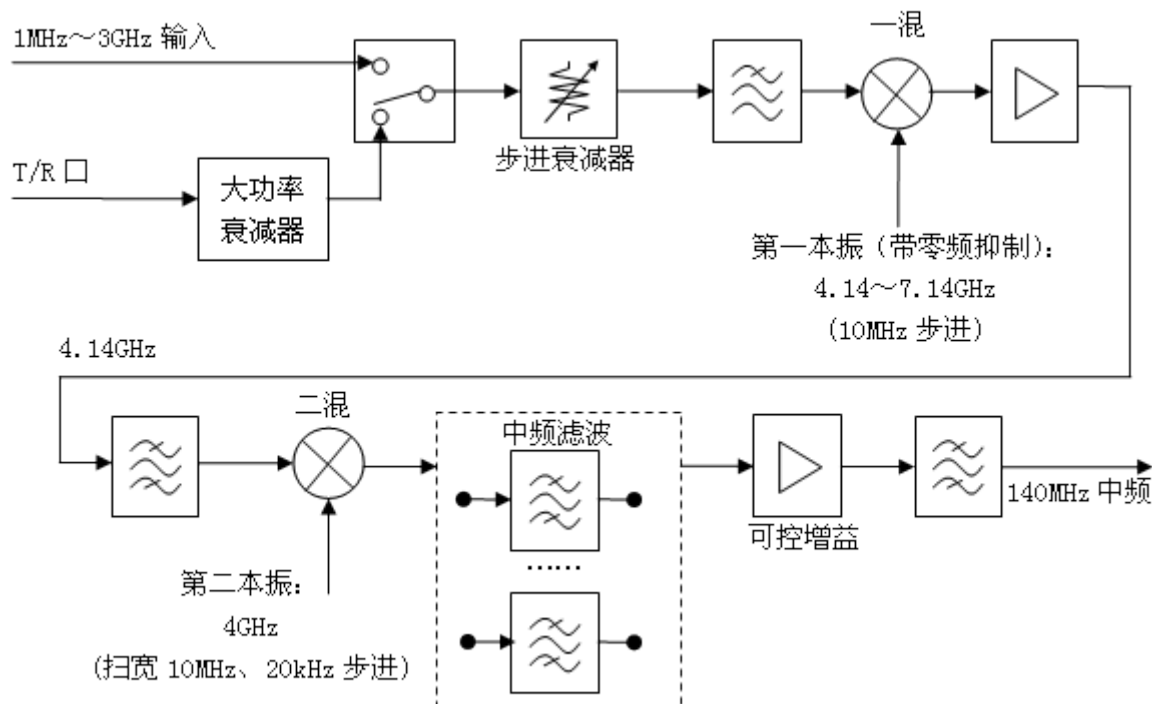 1MHz～3GHz 输入
一混
步进衰减器
T/R 口
大功率
衰减器
第一本振（带零频抑制）：
4.14～7.14GHz
(10MHz 步进)
4.14GHz
二混
中频滤波
……
140MHz 中频
可控增益
第二本振：
4GHz
(扫宽 10MHz、20kHz 步进)